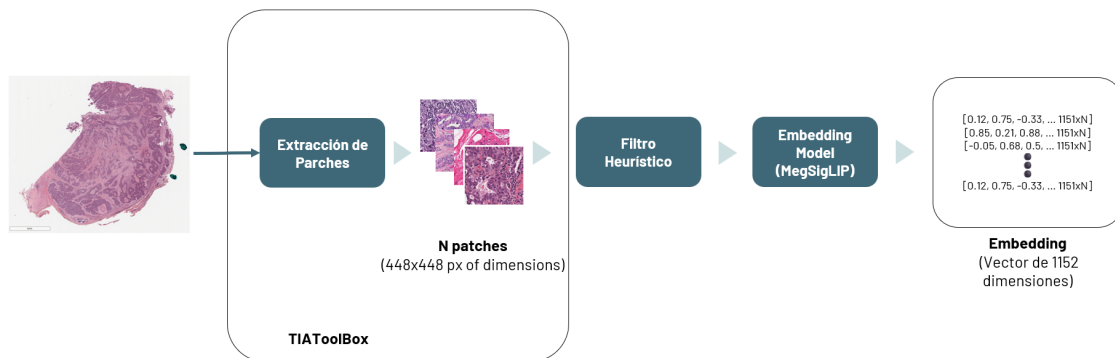 Extracción de
Parches
N patches
(448x448 px of dimensions)
TIAToolBox
Filtro
Heurístico
Embedding
Model
(MegSigLIP)
[0.12, 0.75, -0.33, ... 1151xN]
[0.85, 0.21, 0.88, ... 1151xN]
[-0.05, 0.68, 0.5, ... 1151xN]
[0.12, 0.75, -0.33, ... 1151xN]
Embedding
(Vector de 1152
dimensiones)